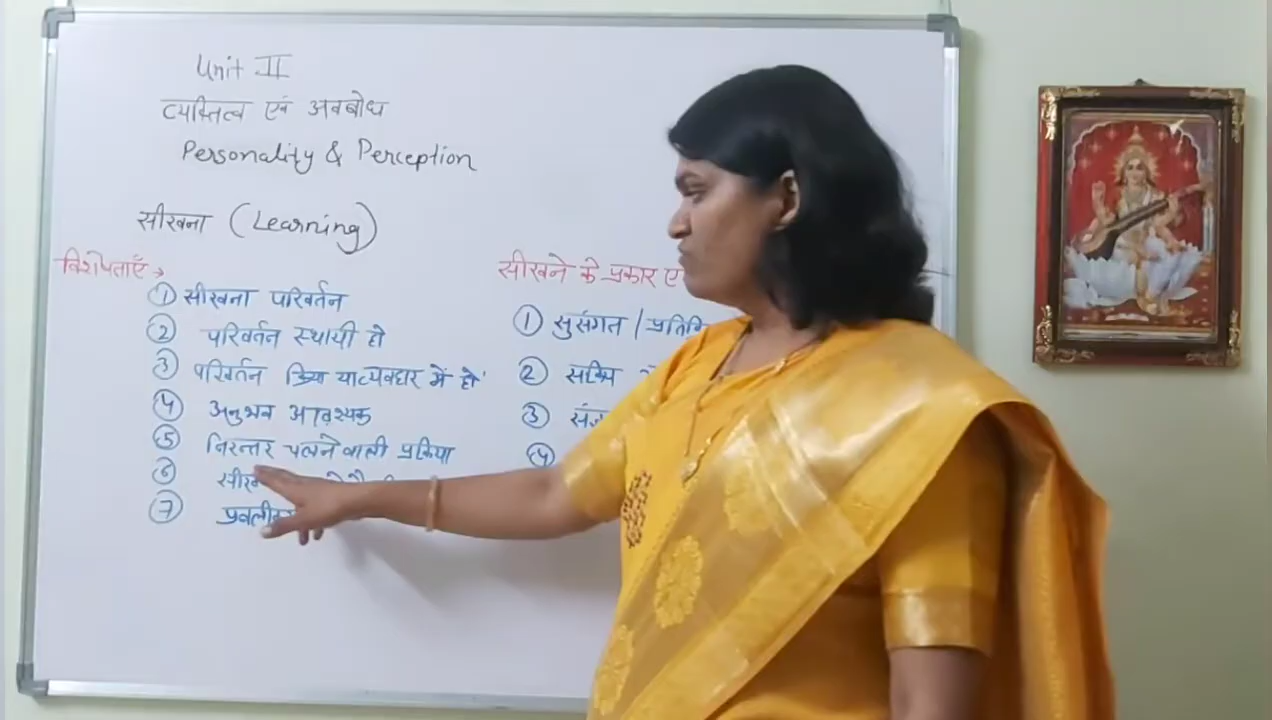 Unit II
व्यक्तित्व एवं अवबोध
Personality & Perception
सीखना (Learning)
विशेषताएँ →
① सीखना परिवर्तन
② परिवर्तन स्थायी हो
③ परिवर्तन क्रिया या व्यवहार में हो
④ अनुभव आवश्यक
⑤ निरन्तर चलने वाली प्रक्रिया
⑥
⑦
सीखने के प्रकार
① सुसंगत /
② सक्रिय
③
④